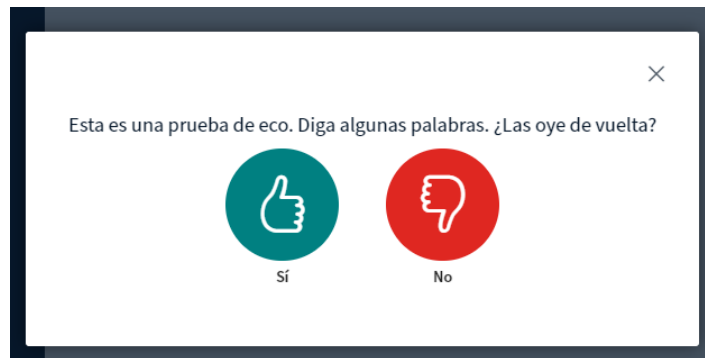 Esta es una prueba de eco. Diga algunas palabras. ¿Las oye de vuelta?
Sí
No